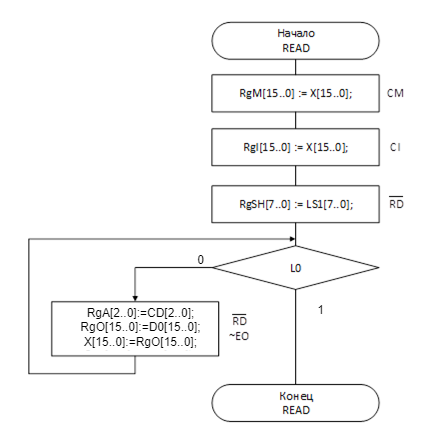 Начало
READ
RgM[15..0] := X[15..0];
CM
RgI[15..0] := X[15..0];
CI
RgSH[7..0] := LS1[7..0];
RD
0
L0
RgA[2..0]:=CD[2..0];
RgO[15..0]:=D0[15..0];
X[15..0]:=RgO[15..0];
RD
~EO
1
Конец
READ